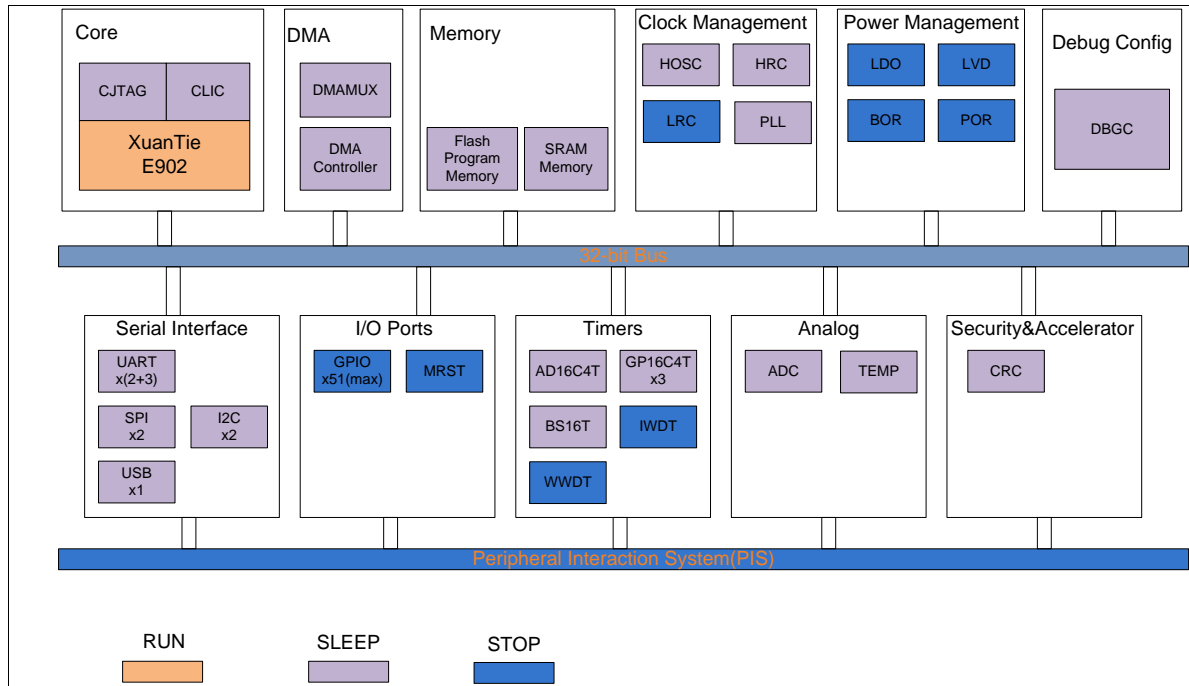 Core
CJTAG
CLIC
XuanTie
E902
DMA
DMAMUX
DMA
Controller
Memory
Flash
Program
Memory
SRAM
Memory
Clock Management
HOSC
HRC
LRC
PLL
Power Management
LDO
LVD
BOR
POR
Debug Config
DBGC
32-bit Bus
Serial Interface
UART
x(2+3)
SPI
x2
I2C
x2
USB
x1
I/O Ports
GPIO
x51(max)
MRST
Timers
AD16C4T
GP16C4T
x3
BS16T
IWDT
WWDT
Analog
ADC
TEMP
Security&Accelerator
CRC
Peripheral Interaction System(PIS)
RUN
SLEEP
STOP